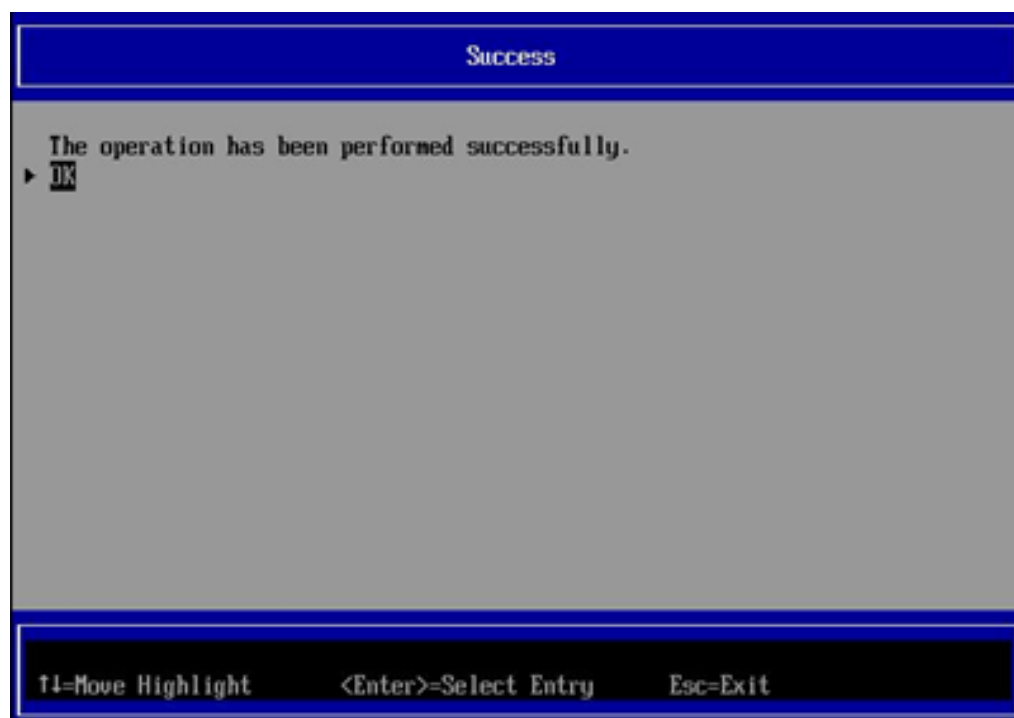 Success
The operation has been performed successfully.
▶ OK
↑↓=Move Highlight <Enter>=Select Entry Esc=Exit